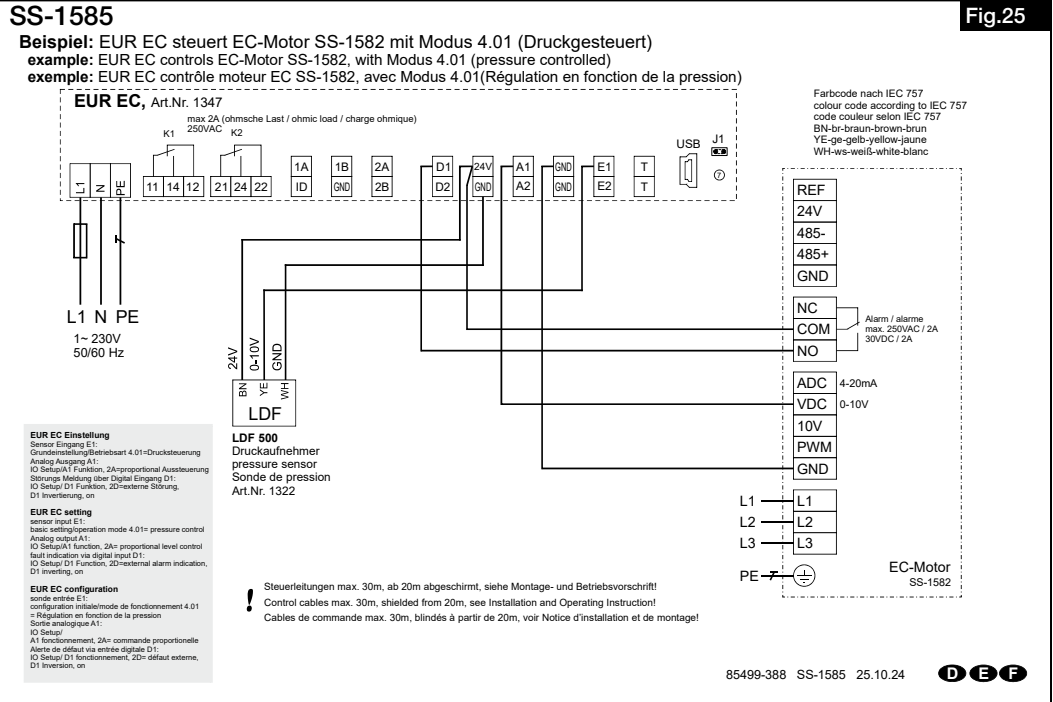 SS-1585
Fig.25
Beispiel: EUR EC steuert EC-Motor SS-1582 mit Modus 4.01 (Druckgesteuert)
example: EUR EC controls EC-Motor SS-1582, with Modus 4.01 (pressure controlled)
exemple: EUR EC contrôle moteur EC SS-1582, avec Modus 4.01(Régulation en fonction de la pression)
EUR EC, Art.Nr. 1347
max 2A (ohmsche Last / ohmic load / charge ohmique)
250VAC
K1
K2
L1
N
PE
11 14 12
21 24 22
1A
ID
1B
GND
2A
2B
D1
D2
24V
GND
A1
A2
GND
GND
E1
E2
T
T
USB
J1
7
Farbcode nach IEC 757
colour code according to IEC 757
code couleur selon IEC 757
BN-br-braun-brown-brun
YE-ge-gelb-yellow-jaune
WH-ws-weiß-white-blanc
L1 N PE
1~ 230V
50/60 Hz
24V
0-10V
GND
BN
YE
WH
LDF
LDF 500
Druckaufnehmer
pressure sensor
Sonde de pression
Art.Nr. 1322
REF
24V
485-
485+
GND
NC
COM
NO
Alarm / alarme
max. 250VAC / 2A
30VDC / 2A
ADC
4-20mA
VDC
0-10V
10V
PWM
GND
L1
L1
L2
L2
L3
L3
PE
EC-Motor
SS-1582
EUR EC Einstellung
Sensor Eingang E1:
Grundeinstellung/Betriebsart 4.01=Drucksteuerung
Analog Ausgang A1:
IO Setup/A1 Funktion, 2A=proportional Aussteuerung
Störungs Meldung über Digital Eingang D1:
IO Setup/ D1 Funktion, 2D=externe Störung,
D1 Invertierung, on
EUR EC setting
sensor input E1:
basic setting/operation mode 4.01= pressure control
Analog output A1:
IO Setup/A1 function, 2A= proportional level control
fault indication via digital input D1:
IO Setup/ D1 Function, 2D=external alarm indication,
D1 inverting, on
EUR EC configuration
sonde entrée E1:
configuration initiale/mode de fonctionnement 4.01
= Régulation en fonction de la pression
Sortie analogique A1:
IO Setup/
A1 fonctionnement, 2A= commande proportionelle
Alerte de défaut via entrée digitale D1:
IO Setup/ D1 fonctionnement, 2D= défaut externe,
D1 Inversion, on
!
Steuerleitungen max. 30m, ab 20m abgeschirmt, siehe Montage- und Betriebsvorschrift!
Control cables max. 30m, shielded from 20m, see Installation and Operating Instruction!
Cables de commande max. 30m, blindés à partir de 20m, voir Notice d'installation et de montage!
85499-388 SS-1585 25.10.24
D E F